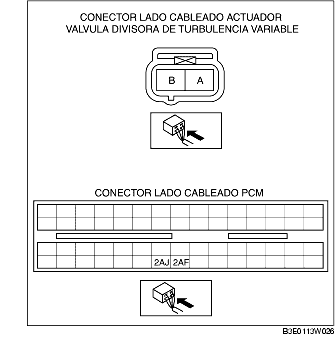 CONECTOR LADO CABLEADO ACTUADOR
VALVULA DIVISORA DE TURBULENCIA VARIABLE
B A
CONECTOR LADO CABLEADO PCM
2AJ 2AF
B3E0113W026